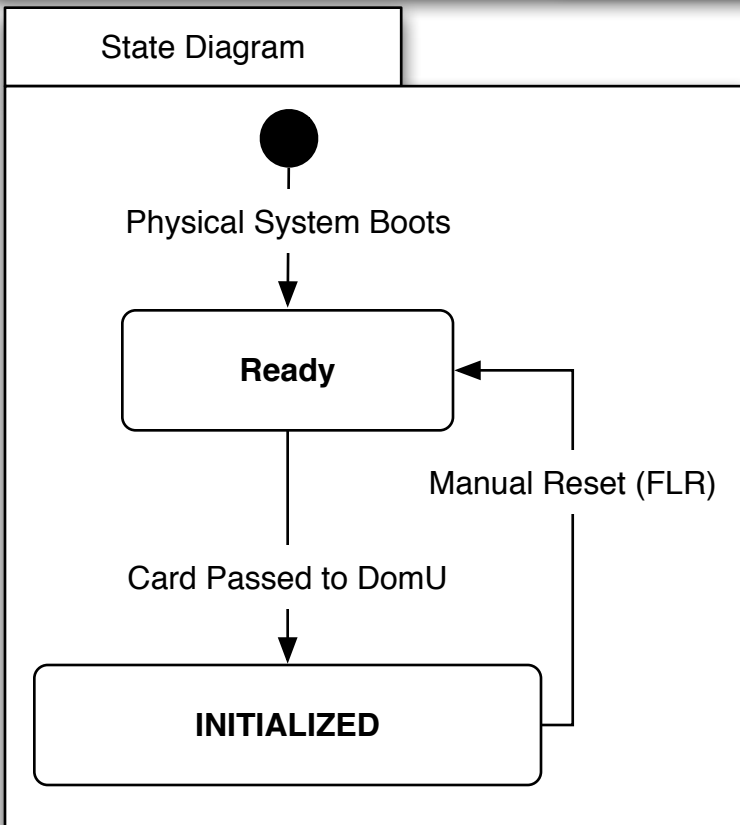 State Diagram
Physical System Boots
Ready
Manual Reset (FLR)
Card Passed to DomU
INITIALIZED